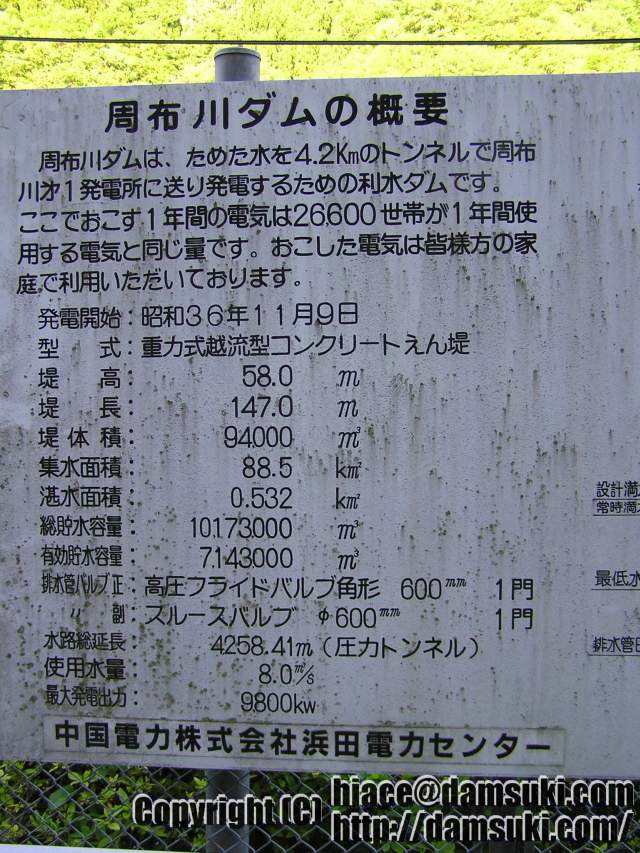 周布川ダムの概要
周布川ダムは、ためた水を4.2Kmのトンネルで周布
川才1発電所に送り発電するための利水ダムです。
ここでおこす1年間の電気は26,600世帯が1年間使
用する電気と同じ量です。おこした電気は皆様方の家
庭で利用いただいております。
発電開始：昭和36年11月9日
型 式：重力式越流型コンクリートえん堤
堤 高： 58.0 m
堤 長： 147.0 m
堤体積： 94,000 m³
集水面積： 88.5 km²
湛水面積： 0.532 km²
総貯水容量： 10,173,000 m³
有効貯水容量： 7,143,000 m³
排水管バルブ正：高圧フライドバルブ角形 600mm 1門
〃 副：スルースバルブ φ600mm 1門
水路総延長： 4258.41m（圧力トンネル）
使用水量： 8.0 m³/s
最大発電出力： 9800kw
中国電力株式会社浜田電力センター
設計満
常時満
最低水
排水管
Copyright (C) hiace@damsuki.com
http://damsuki.com/